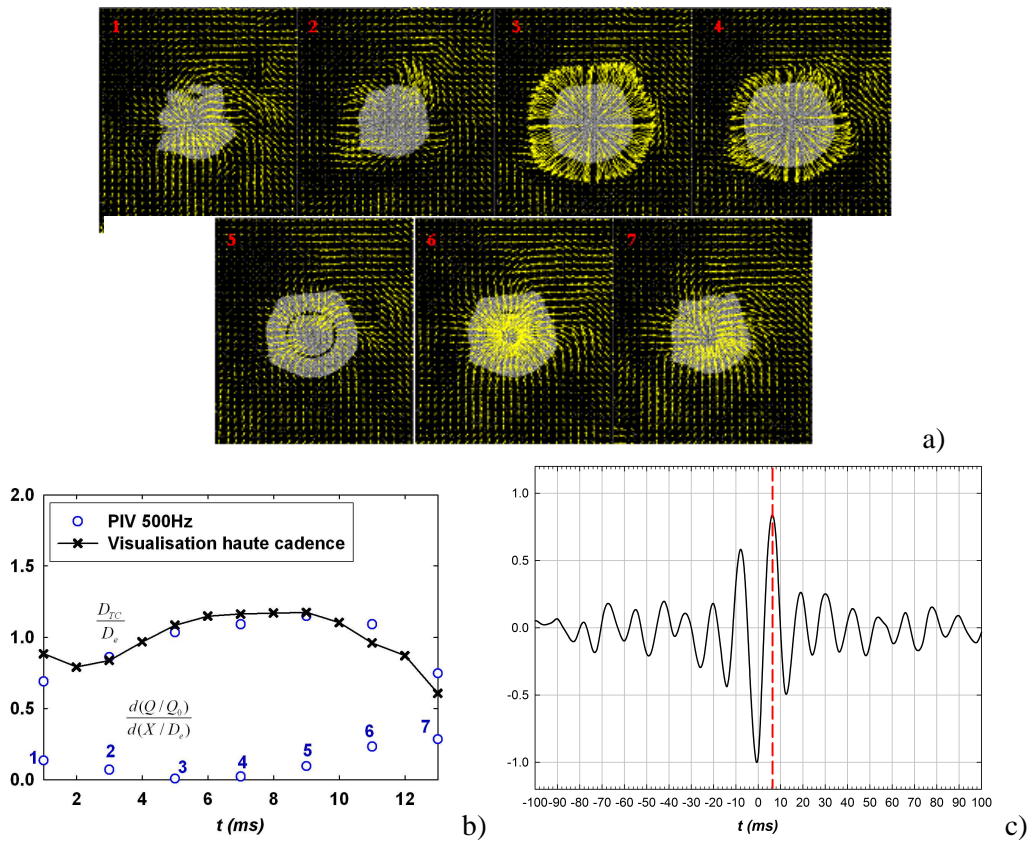 1 2 3 4
5 6 7
a)
2.0
1.5
1.0
0.5
0.0
PIV 500Hz
Visualisation haute cadence
D_TC
D_e
d(Q/Q_0)
d(X/D_e)
1 2 3 4 5 6 7
2 4 6 8 10 12
t (ms)
b)
1.0
0.5
0.0
-0.5
-1.0
-100 -90 -80 -70 -60 -50 -40 -30 -20 -10 0 10 20 30 40 50 60 70 80 90 100
t (ms)
c)